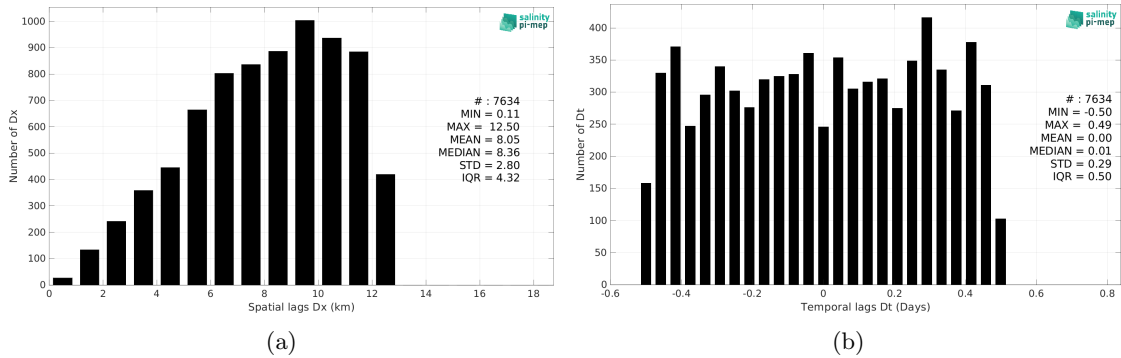 1000
900
800
700
600
500
400
300
200
100
0
Number of Dx
0 2 4 6 8 10 12 14 16 18
Spatial lags Dx (km)
salinity
pi-mep
# : 7634
MIN = 0.11
MAX = 12.50
MEAN = 8.05
MEDIAN = 8.36
STD = 2.80
IQR = 4.32
(a)
400
350
300
250
200
150
100
50
0
Number of Dt
-0.6 -0.4 -0.2 0 0.2 0.4 0.6 0.8
Temporal lags Dt (Days)
salinity
pi-mep
# : 7634
MIN = -0.50
MAX = 0.49
MEAN = 0.00
MEDIAN = 0.01
STD = 0.29
IQR = 0.50
(b)